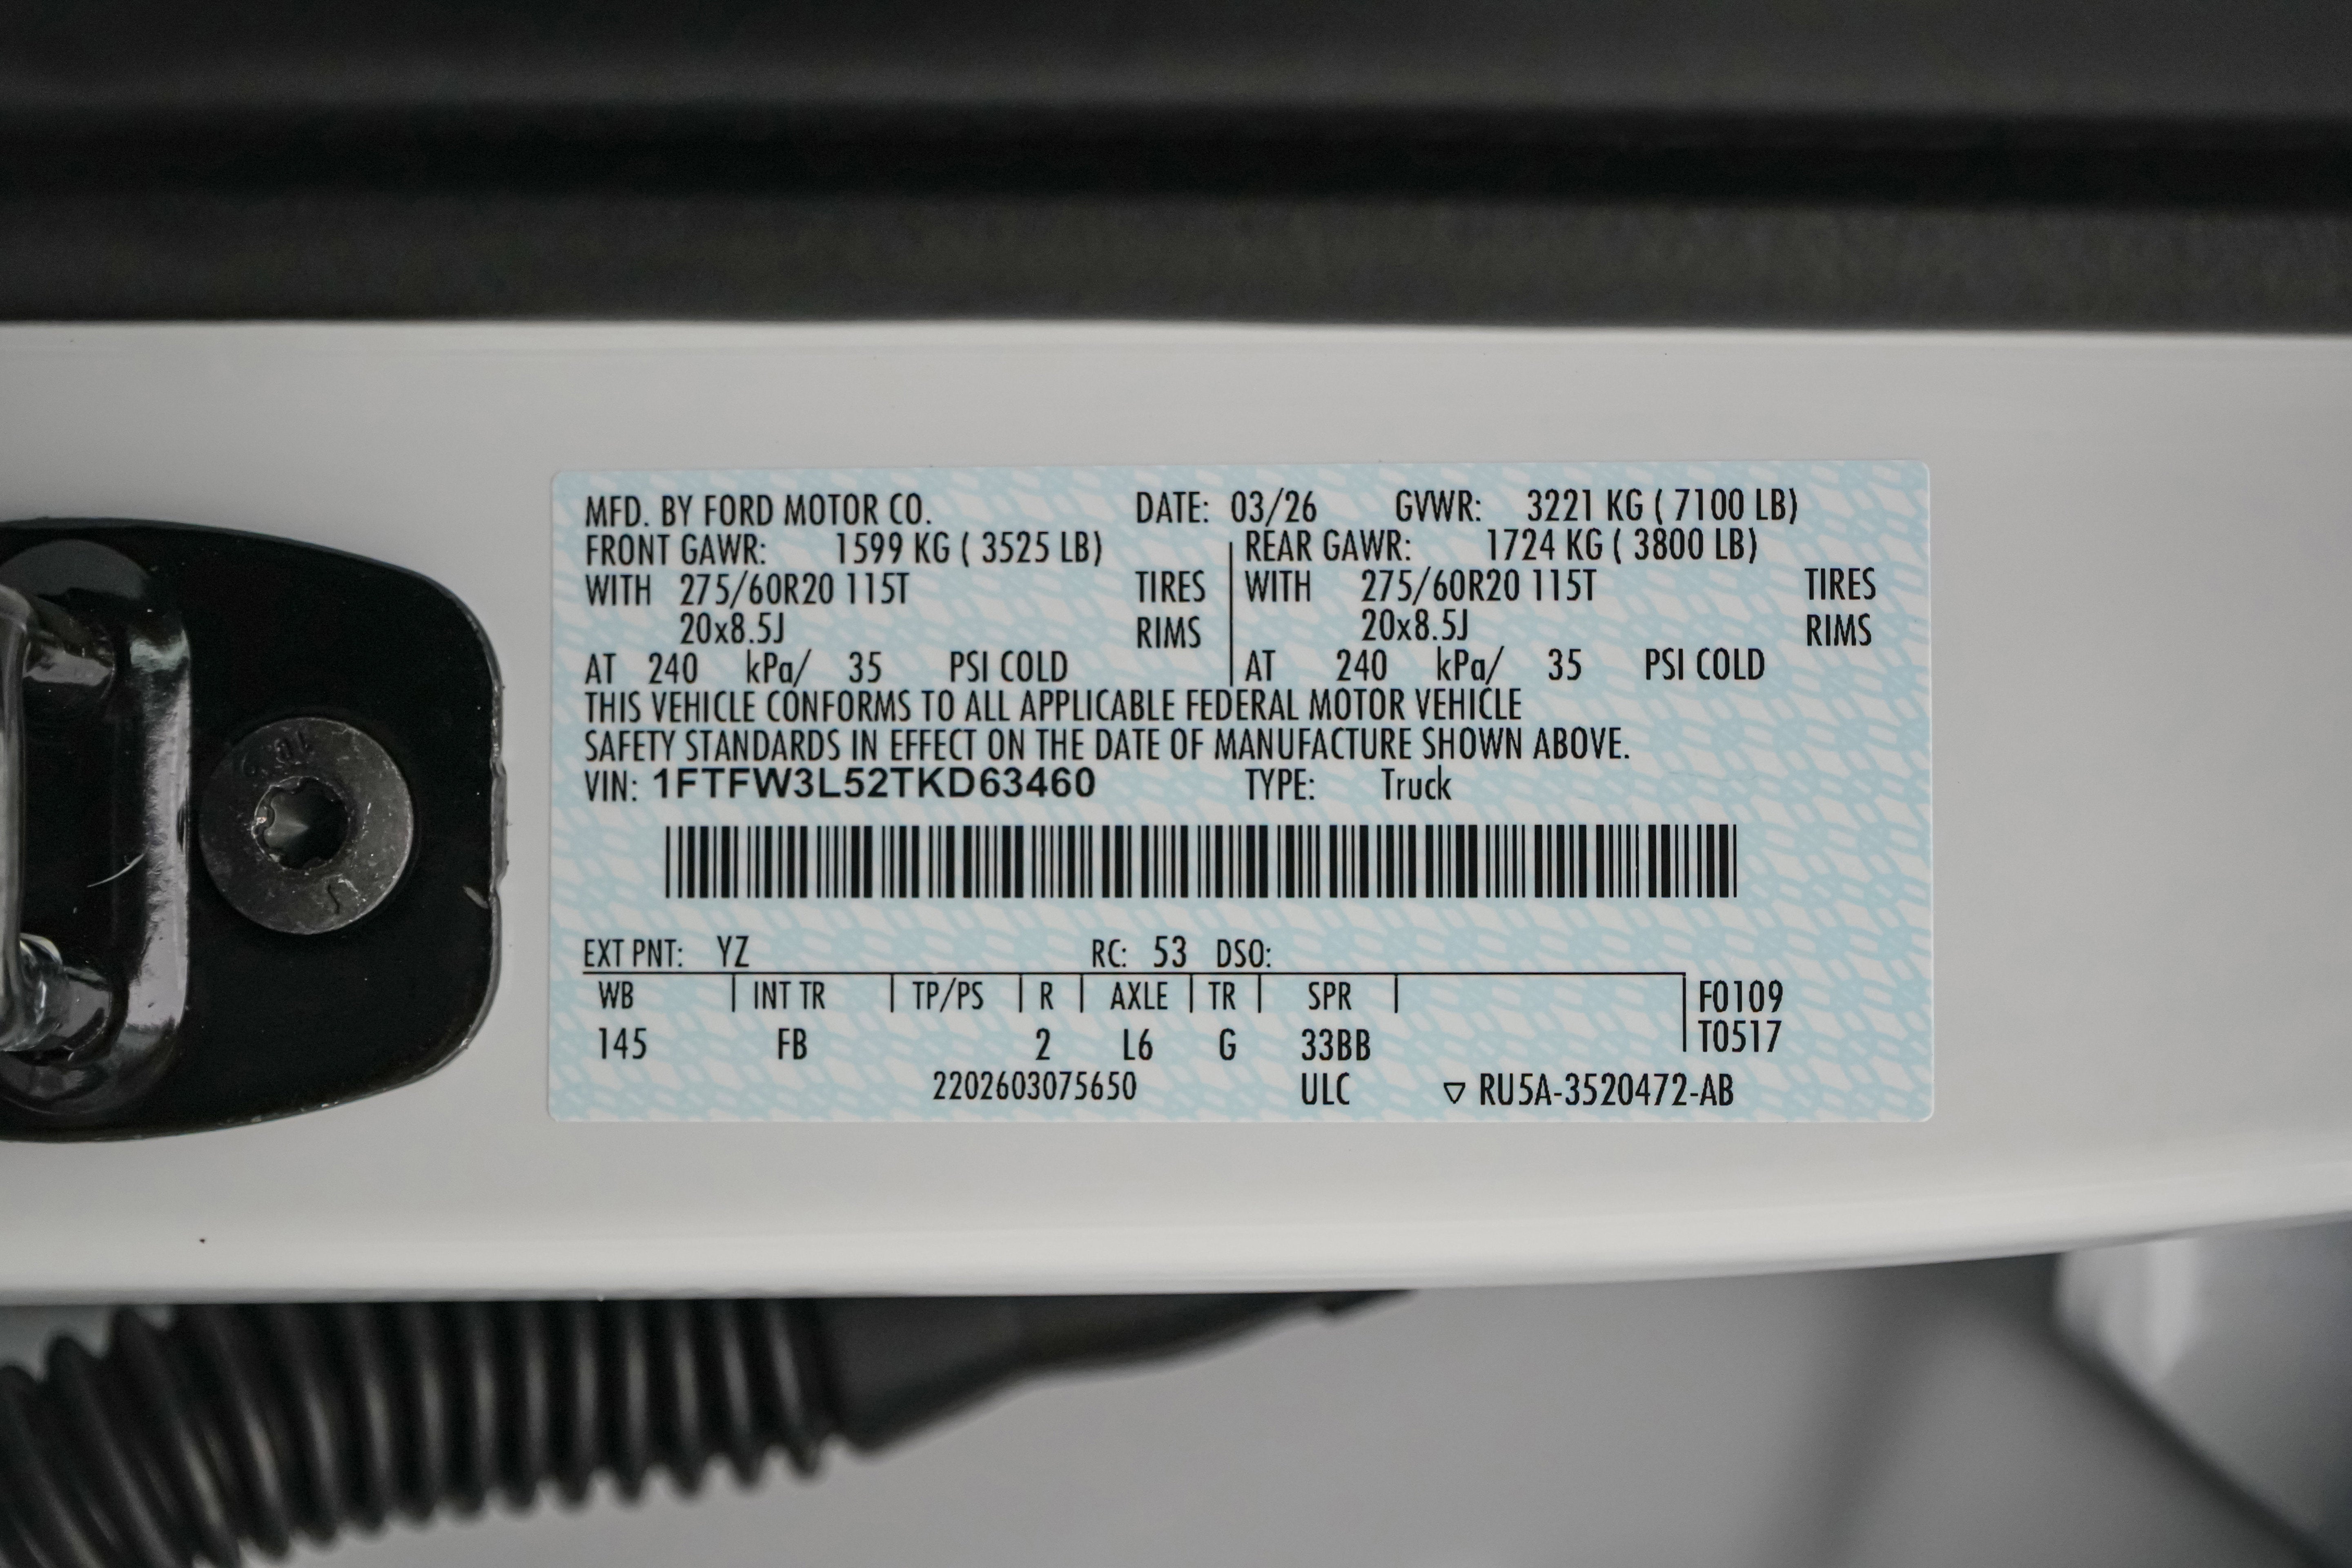 MFD. BY FORD MOTOR CO. DATE: 03/26 GVWR: 3221 KG ( 7100 LB)
FRONT GAWR: 1599 KG ( 3525 LB) REAR GAWR: 1724 KG ( 3800 LB)
WITH 275/60R20 115T TIRES WITH 275/60R20 115T TIRES
20x8.5J RIMS 20x8.5J RIMS
AT 240 kPa/ 35 PSI COLD AT 240 kPa/ 35 PSI COLD
THIS VEHICLE CONFORMS TO ALL APPLICABLE FEDERAL MOTOR VEHICLE
SAFETY STANDARDS IN EFFECT ON THE DATE OF MANUFACTURE SHOWN ABOVE.
VIN: 1FTFW3L52TKD63460 TYPE: Truck
EXT PNT: YZ RC: 53 DSO:
WB INT TR TP/PS R AXLE TR SPR F0109
145 FB 2 L6 G 33BB T0517
2202603075650 ULC ▽ RU5A-3520472-AB